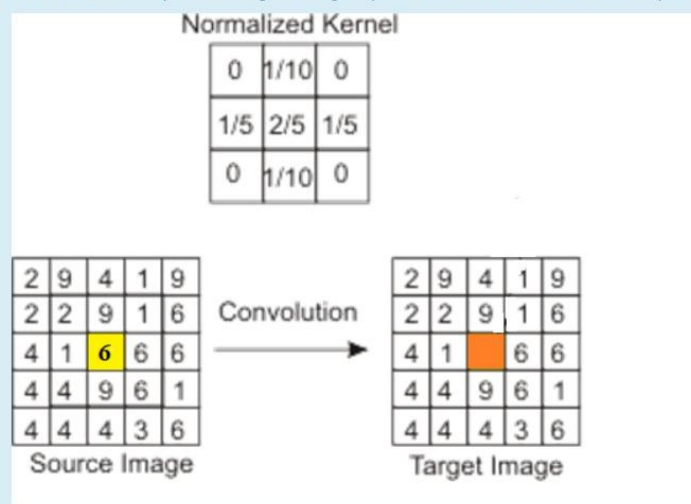 Normalized Kernel
0 1/10 0
1/5 2/5 1/5
0 1/10 0
2 9 4 1 9
2 2 9 1 6
4 1 6 6 6
4 4 9 6 1
4 4 4 3 6
Source Image
Convolution
2 9 4 1 9
2 2 9 1 6
4 1 6 6
4 4 9 6 1
4 4 4 3 6
Target Image